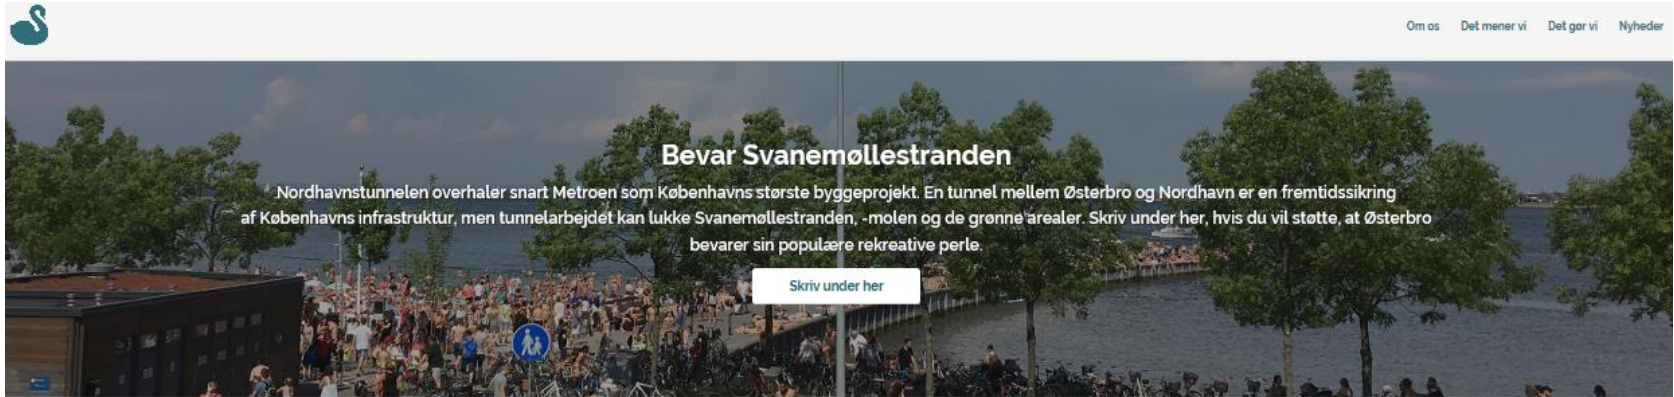 Om os Det mener vi Det gør vi Nyheder
Bevar Svanemøllestranden
Nordhavnstunnelen overhaler snart Metroen som Københavns største byggeprojekt. En tunnel mellem Østerbro og Nordhavn er en fremtidssikring
af Københavns infrastruktur, men tunnelarbejdet kan lukke Svanemøllestranden, -molen og de grønne arealer. Skriv under her, hvis du vil støtte, at Østerbro
bevarer sin populære rekreative perle.
Skriv under her